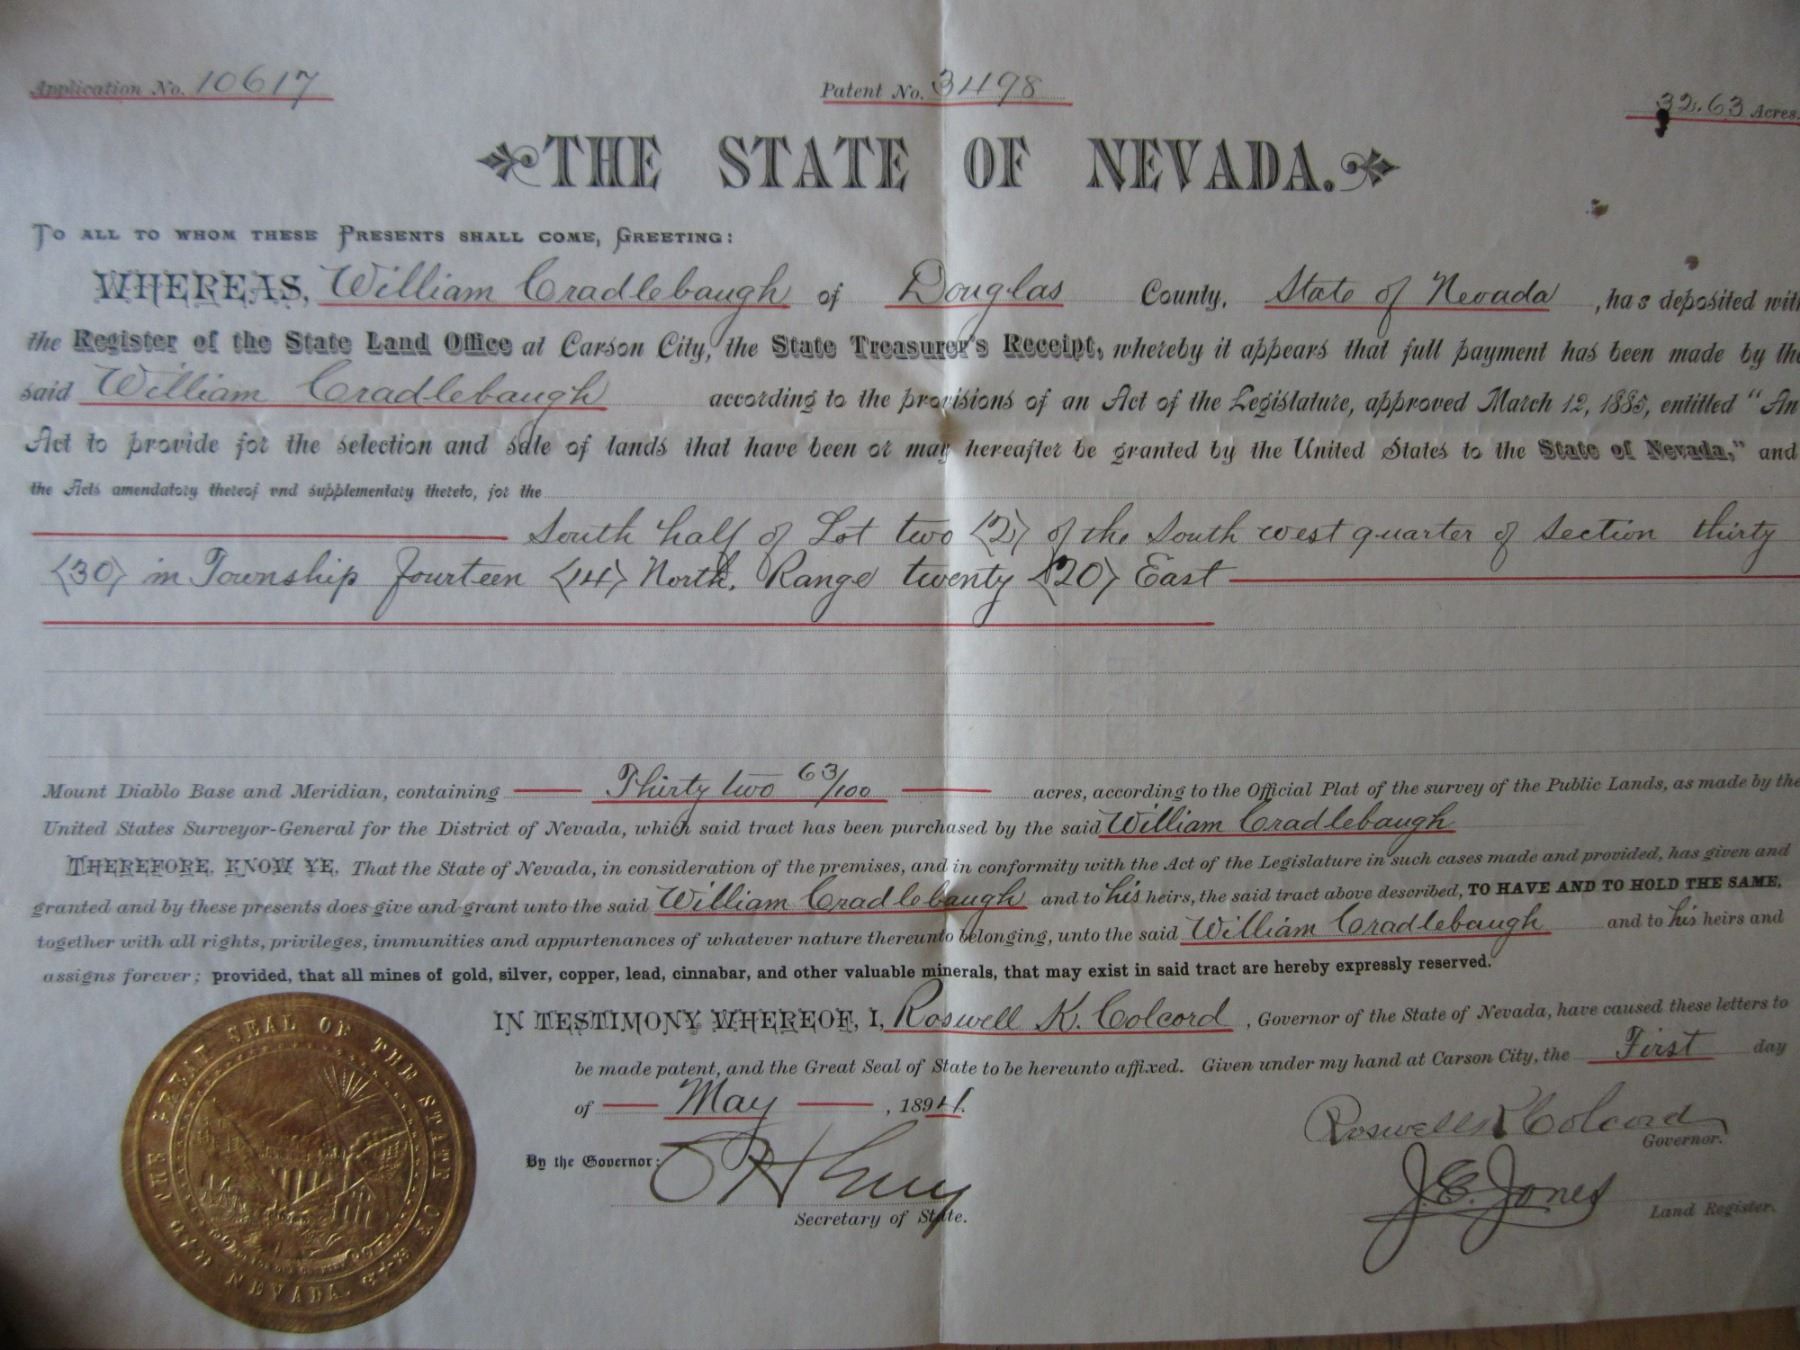 Application No. 10617 Patent No. 3498 32.63 Acres.
THE STATE OF NEVADA.
TO ALL TO WHOM THESE PRESENTS SHALL COME, GREETING:
WHEREAS, William Cradlebaugh of Douglas County, State of Nevada, has deposited with
the Register of the State Land Office at Carson City, the State Treasurer's Receipt, whereby it appears that full payment has been made by the
said William Cradlebaugh according to the provisions of an Act of the Legislature, approved March 12, 1885, entitled "An
Act to provide for the selection and sale of lands that have been or may hereafter be granted by the United States to the State of Nevada," and
the Acts amendatory thereof vnd supplementary thereto, for the
South half of Lot two (2) of the South west quarter of Section thirty
(30) in Township Fourteen (14) North, Range twenty (20) East
Mount Diablo Base and Meridian, containing Thirty two 63/100 acres, according to the Official Plat of the survey of the Public Lands, as made by the
United States Surveyor-General for the District of Nevada, which said tract has been purchased by the said William Cradlebaugh
THEREFORE, KNOW YE, That the State of Nevada, in consideration of the premises, and in conformity with the Act of the Legislature in such cases made and provided, has given and
granted and by these presents does give and grant unto the said William Cradlebaugh and to his heirs, the said tract above described, TO HAVE AND TO HOLD THE SAME,
together with all rights, privileges, immunities and appurtenances of whatever nature thereunto belonging, unto the said William Cradlebaugh and to his heirs and
assigns forever; provided, that all mines of gold, silver, copper, lead, cinnabar, and other valuable minerals, that may exist in said tract are hereby expressly reserved.
IN TESTIMONY WHEREOF, I, Roswell K. Colcord, Governor of the State of Nevada, have caused these letters to
be made patent, and the Great Seal of State to be hereunto affixed. Given under my hand at Carson City, the First day
of May, 1894.
Roswell K Colcord
Governor.
By the Governor:
Secretary of State.
J. E. Jones
Land Register.
THE GREAT SEAL OF THE STATE OF NEVADA